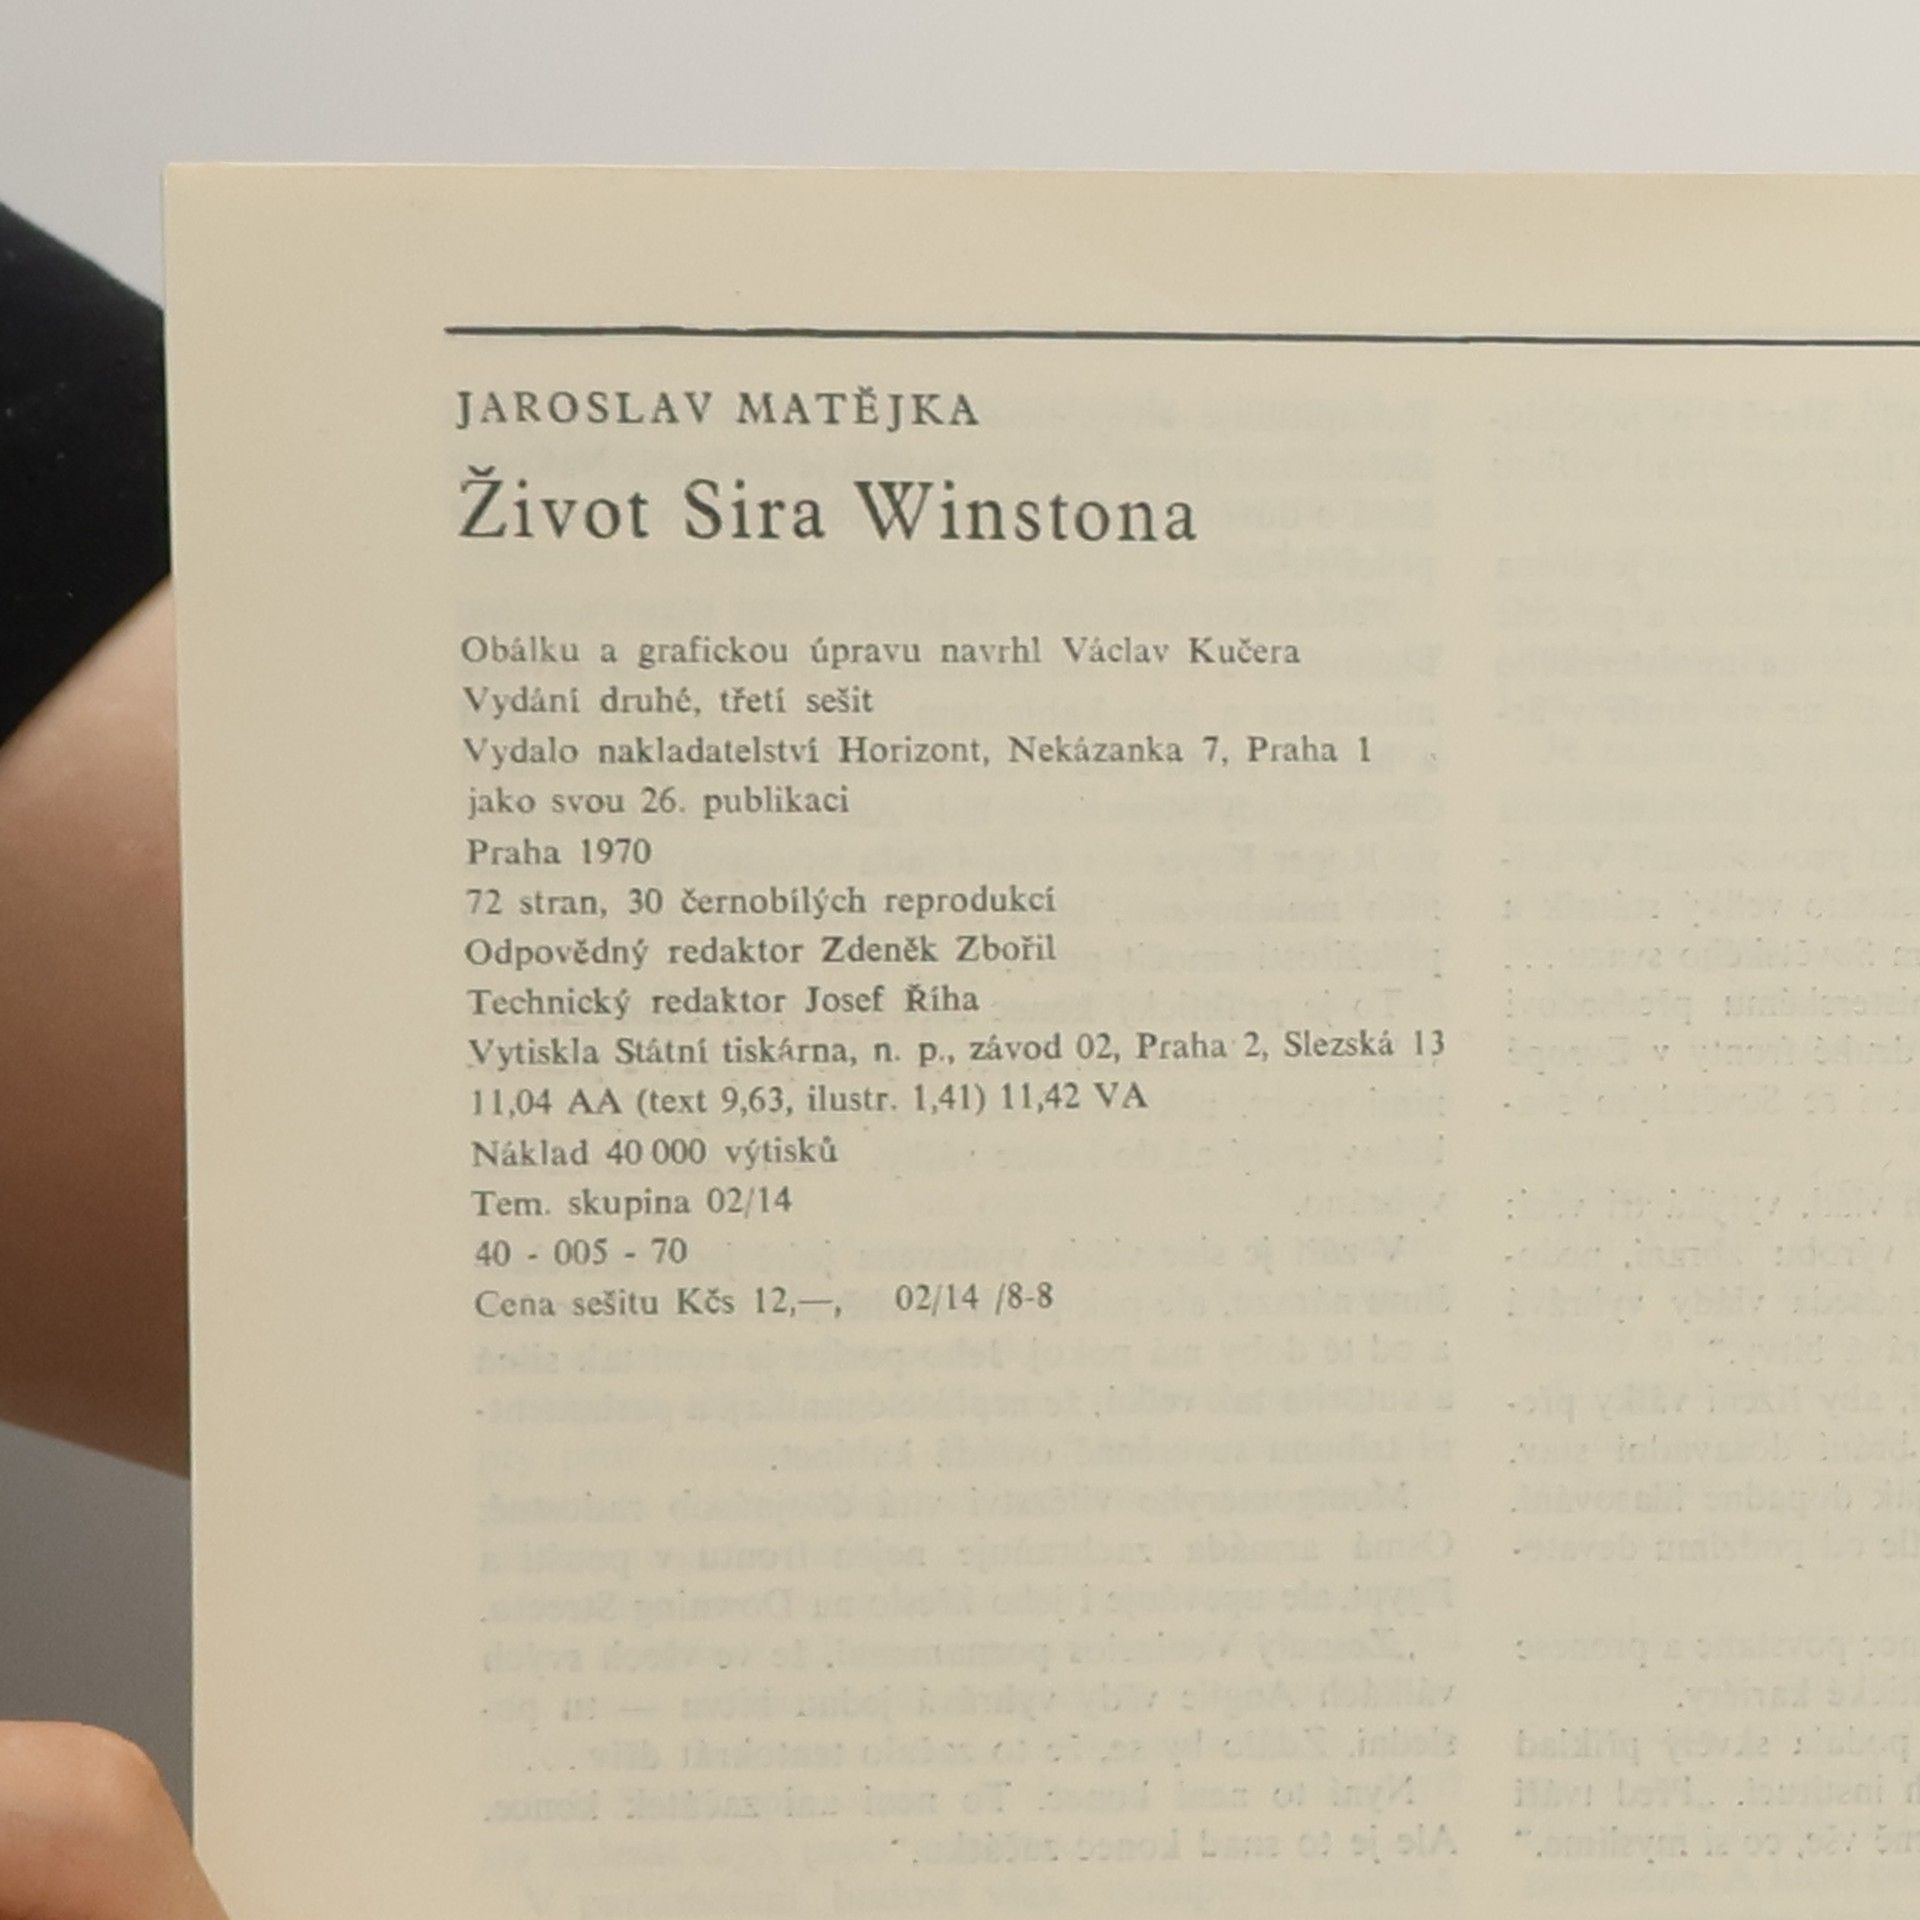 JAROSLAV MATĚJKA
Život Sira Winstona
Obálku a grafickou úpravu navrhl Václav Kučera
Vydání druhé, třetí sešit
Vydalo nakladatelství Horizont, Nekázanka 7, Praha 1
jako svou 26. publikaci
Praha 1970
72 stran, 30 černobílých reprodukcí
Odpovědný redaktor Zdeněk Zbořil
Technický redaktor Josef Říha
Vytiskla Státní tiskárna, n. p., závod 02, Praha 2, Slezská 13
11,04 AA (text 9,63, ilustr. 1,41) 11,42 VA
Náklad 40 000 výtisků
Tem. skupina 02/14
40 - 005 - 70
Cena sešitu Kčs 12,—, 02/14 /8-8